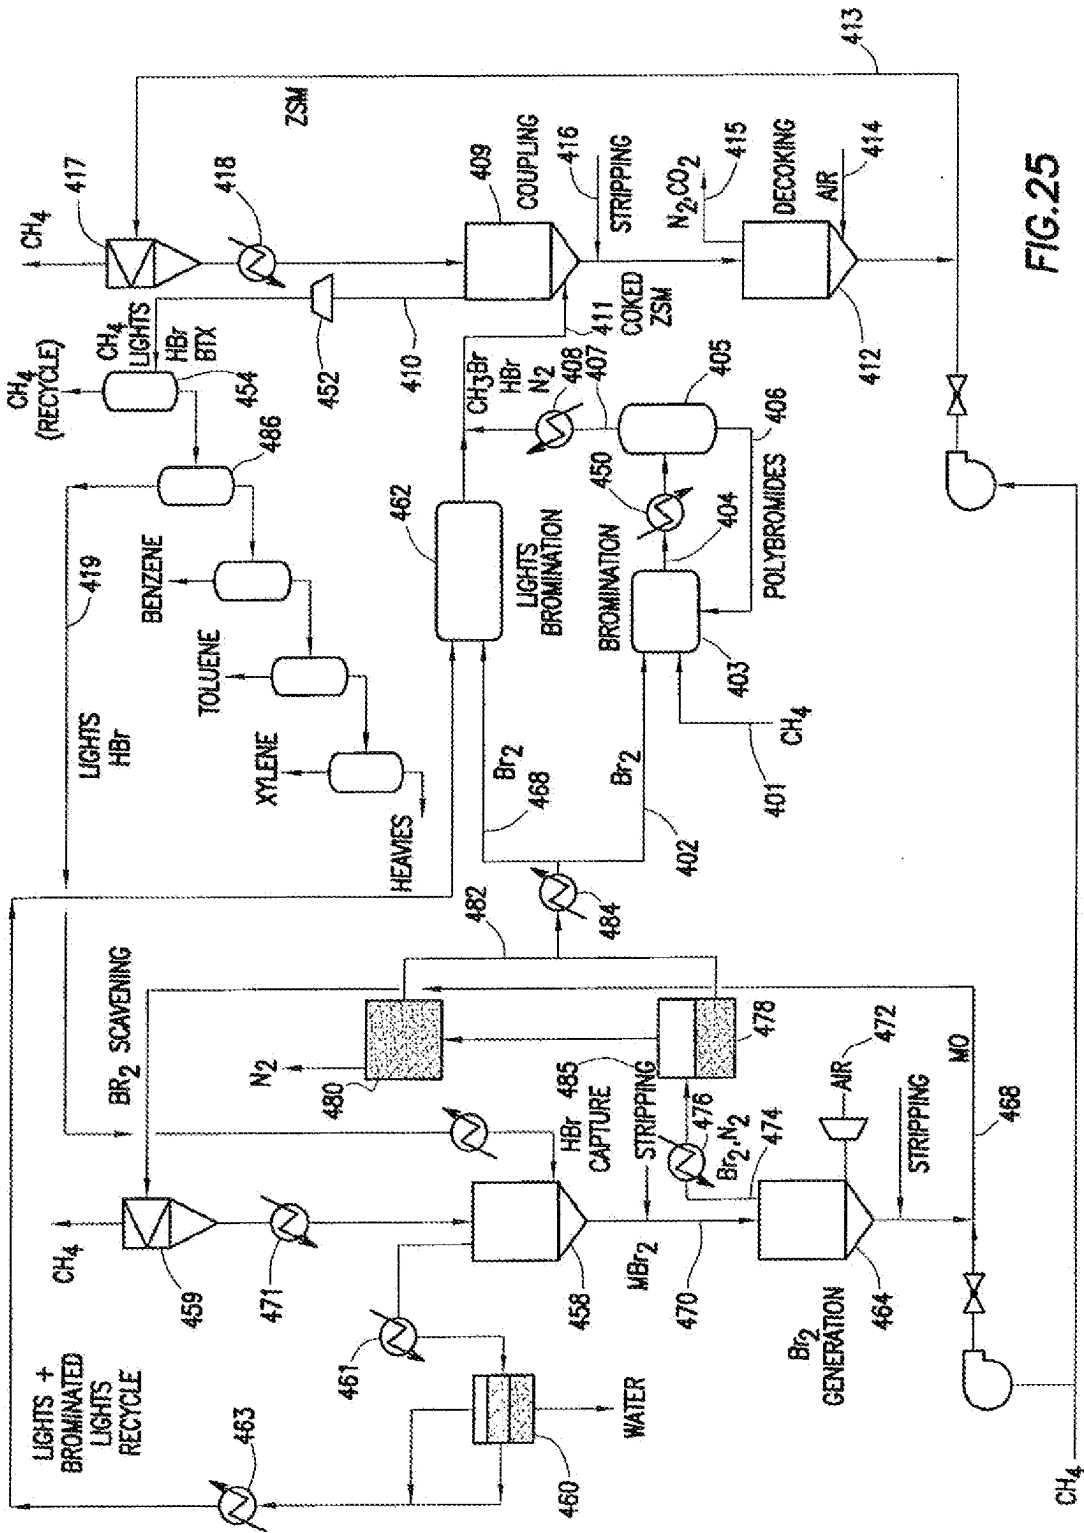 413
ZSM
417
CH4
418
409
COUPLING
416
STRIPPING
N2,CO2
415
DECOKING
AIR
414
FIG.25
CH4
LIGHTS
HBr
BTX
CH4
(RECYCLE)
454
452
410
411
COKED
ZSM
412
486
CH3Br
HBr
N2
408
407
405
406
419
BENZENE
462
LIGHTS
BROMINATION
450
404
BROMINATION
POLYBROMIDES
TOLUENE
403
LIGHTS
HBr
XYLENE
HEAVIES
Br2
468
Br2
CH4
401
402
482
484
BR2 SCAVENING
N2
480
485
478
472
AIR
MO
HBr
CAPTURE
STRIPPING
476
Br2,N2
474
STRIPPING
468
CH4
459
471
458
MBr2
470
464
Br2
GENERATION
461
LIGHTS +
BROMINATED
LIGHTS
RECYCLE
463
460
WATER
CH4